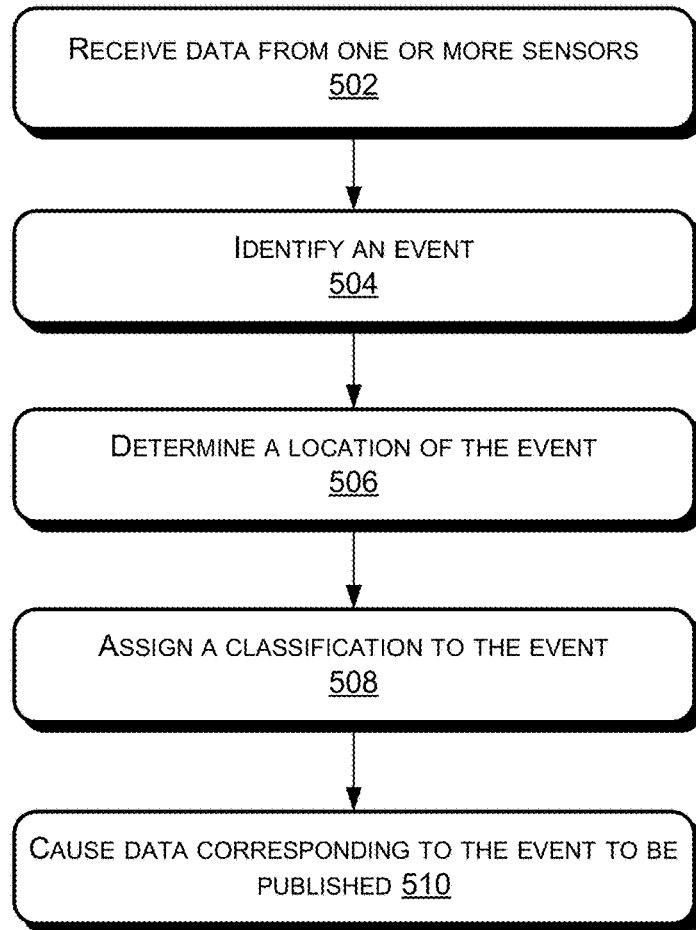 RECEIVE DATA FROM ONE OR MORE SENSORS
502
IDENTIFY AN EVENT
504
DETERMINE A LOCATION OF THE EVENT
506
ASSIGN A CLASSIFICATION TO THE EVENT
508
CAUSE DATA CORRESPONDING TO THE EVENT TO BE
PUBLISHED 510